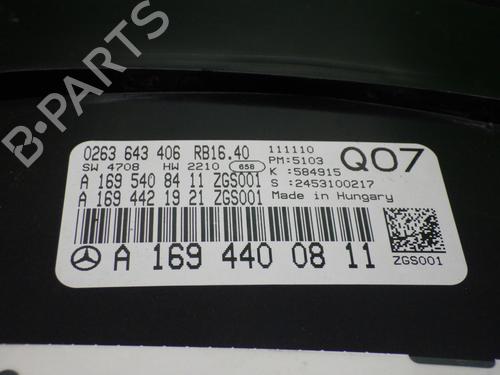 B-PARTS
0263 643 406 RB16.40
SW 4708 HW 2210 658
111110
PM:5103
K :584915
S :2453100217
Made in Hungary
Q07
A 169 540 84 11 ZGS001
A 169 442 19 21 ZGS001
A 169 440 08 11
ZGS001